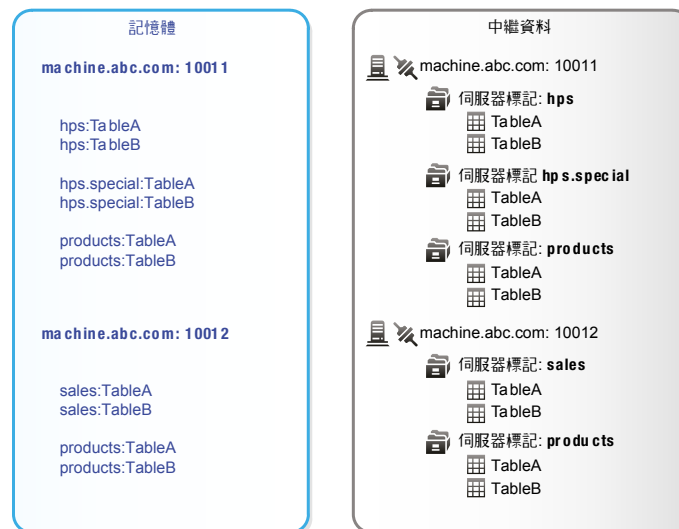 記憶體
machine.abc.com: 10011
hps:TableA
hps:TableB
hps.special:TableA
hps.special:TableB
products:TableA
products:TableB
machine.abc.com: 10012
sales:TableA
sales:TableB
products:TableA
products:TableB
中繼資料
machine.abc.com: 10011
伺服器標記: hps
TableA
TableB
伺服器標記 hps.special
TableA
TableB
伺服器標記: products
TableA
TableB
machine.abc.com: 10012
伺服器標記: sales
TableA
TableB
伺服器標記: products
TableA
TableB